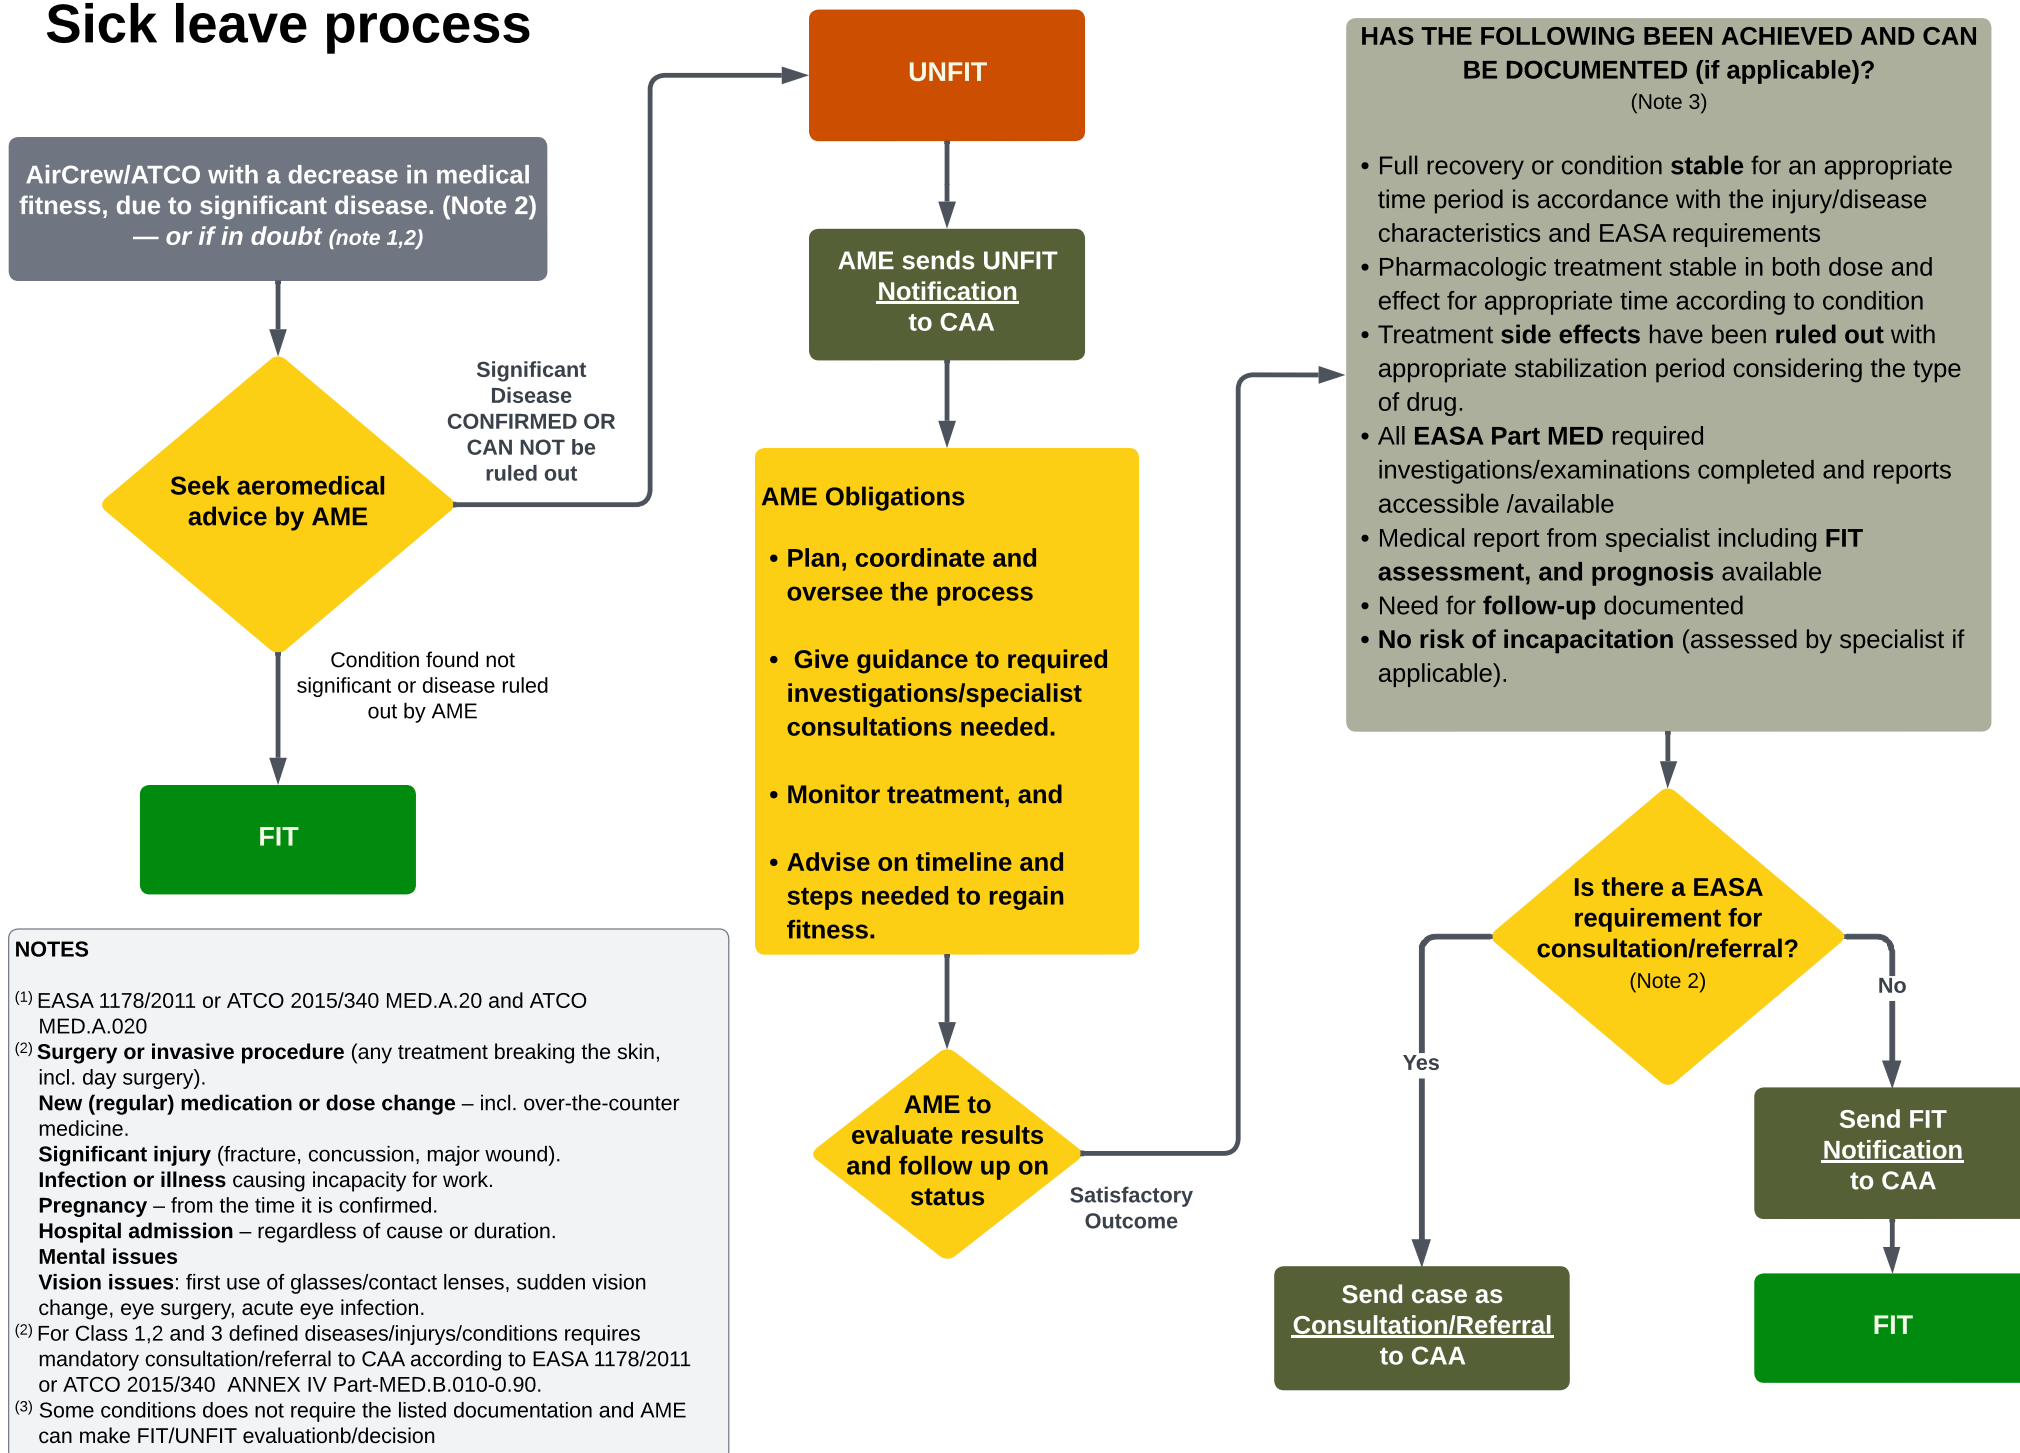 Sick leave process
AirCrew/ATCO with a decrease in medical
fitness, due to significant disease. (Note 2)
— or if in doubt (note 1,2)
Seek aeromedical
advice by AME
Significant
Disease
CONFIRMED OR
CAN NOT be
ruled out
Condition found not
significant or disease ruled
out by AME
FIT
NOTES
(1) EASA 1178/2011 or ATCO 2015/340 MED.A.20 and ATCO
MED.A.020
(2) Surgery or invasive procedure (any treatment breaking the skin,
incl. day surgery).
New (regular) medication or dose change – incl. over-the-counter
medicine.
Significant injury (fracture, concussion, major wound).
Infection or illness causing incapacity for work.
Pregnancy – from the time it is confirmed.
Hospital admission – regardless of cause or duration.
Mental issues
Vision issues: first use of glasses/contact lenses, sudden vision
change, eye surgery, acute eye infection.
(2) For Class 1,2 and 3 defined diseases/injurys/conditions requires
mandatory consultation/referral to CAA according to EASA 1178/2011
or ATCO 2015/340 ANNEX IV Part-MED.B.010-0.90.
(3) Some conditions does not require the listed documentation and AME
can make FIT/UNFIT evaluationb/decision
UNFIT
AME sends UNFIT
Notification
to CAA
AME Obligations
• Plan, coordinate and
oversee the process
• Give guidance to required
investigations/specialist
consultations needed.
• Monitor treatment, and
• Advise on timeline and
steps needed to regain
fitness.
AME to
evaluate results
and follow up on
status
Satisfactory
Outcome
HAS THE FOLLOWING BEEN ACHIEVED AND CAN
BE DOCUMENTED (if applicable)?
(Note 3)
• Full recovery or condition stable for an appropriate
time period is accordance with the injury/disease
characteristics and EASA requirements
• Pharmacologic treatment stable in both dose and
effect for appropriate time according to condition
• Treatment side effects have been ruled out with
appropriate stabilization period considering the type
of drug.
• All EASA Part MED required
investigations/examinations completed and reports
accessible /available
• Medical report from specialist including FIT
assessment, and prognosis available
• Need for follow-up documented
• No risk of incapacitation (assessed by specialist if
applicable).
Is there a EASA
requirement for
consultation/referral?
(Note 2)
Yes
No
Send case as
Consultation/Referral
to CAA
Send FIT
Notification
to CAA
FIT